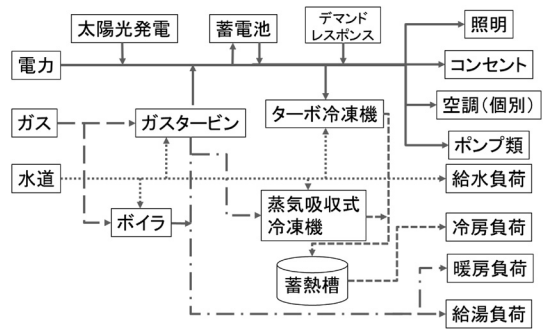 太陽光発電
蓄電池
デマンド
レスポンス
照明
電力
コンセント
空調(個別)
ガス
ガスタービン
ターボ冷凍機
ポンプ類
水道
給水負荷
ボイラ
蒸気吸収式
冷凍機
冷房負荷
蓄熱槽
暖房負荷
給湯負荷